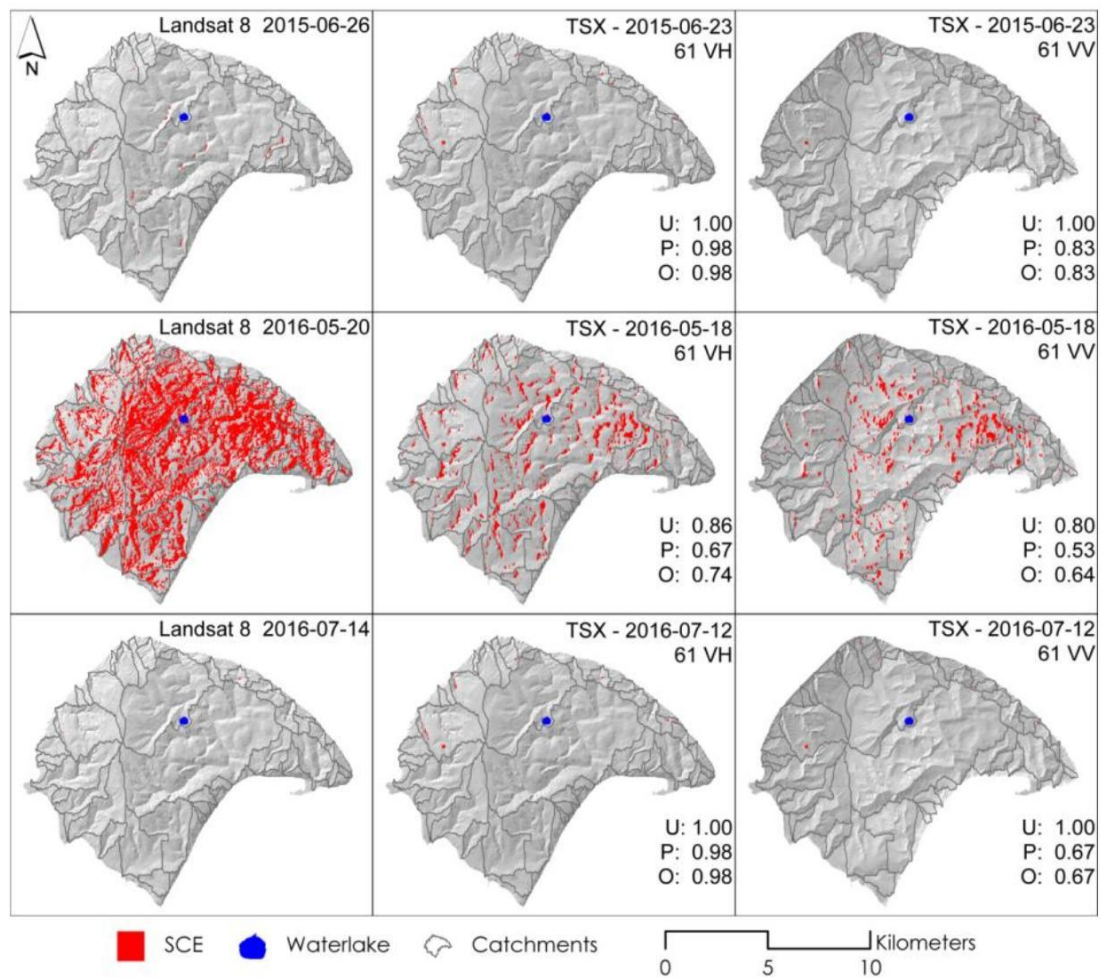 Landsat 8 2015-06-26
N
TSX - 2015-06-23
61 VH
U: 1.00
P: 0.98
O: 0.98
TSX - 2015-06-23
61 VV
U: 1.00
P: 0.83
O: 0.83
Landsat 8 2016-05-20
TSX - 2016-05-18
61 VH
U: 0.86
P: 0.67
O: 0.74
TSX - 2016-05-18
61 VV
U: 0.80
P: 0.53
O: 0.64
Landsat 8 2016-07-14
TSX - 2016-07-12
61 VH
U: 1.00
P: 0.98
O: 0.98
TSX - 2016-07-12
61 VV
U: 1.00
P: 0.67
O: 0.67
SCE Waterlake Catchments Kilometers
0 5 10